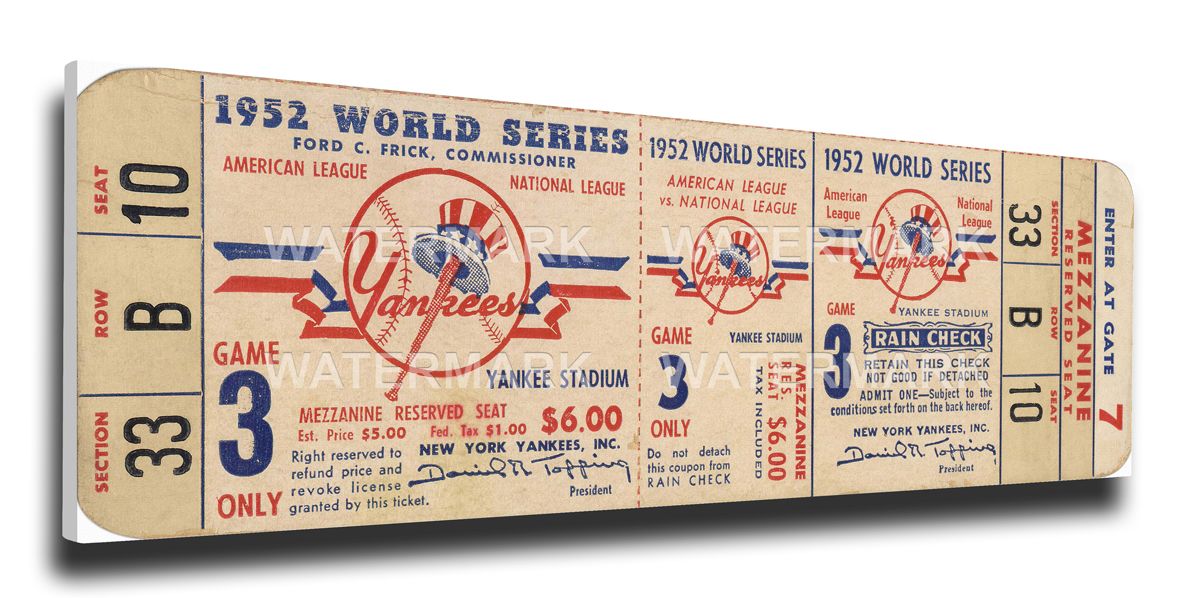 SEAT
10
ROW
B
SECTION
33
1952 WORLD SERIES
FORD C. FRICK, COMMISSIONER
AMERICAN LEAGUE
NATIONAL LEAGUE
Yankees
GAME
3
ONLY
YANKEE STADIUM
MEZZANINE RESERVED SEAT
Est. Price $5.00 Fed. Tax $1.00
$6.00
Right reserved to
refund price and
revoke license
granted by this ticket.
NEW YORK YANKEES, INC.
Daniel R Topping
President
1952 WORLD SERIES
AMERICAN LEAGUE
vs. NATIONAL LEAGUE
Yankees
GAME
3
ONLY
YANKEE STADIUM
Do not detach
this coupon from
RAIN CHECK
MEZZANINE
RES. SEAT $6.00
TAX INCLUDED
1952 WORLD SERIES
American
League
National
League
Yankees
GAME
3
YANKEE STADIUM
RAIN CHECK
RETAIN THIS CHECK
NOT GOOD IF DETACHED
ADMIT ONE—Subject to the
conditions set forth on the back hereof.
NEW YORK YANKEES, INC.
Daniel R Topping
President
33
SECTION
B
ROW
10
SEAT
ENTER AT GATE 7
MEZZANINE
RESERVED SEAT
WATERMARK
WATERMARK
WATERMARK
WATERMARK